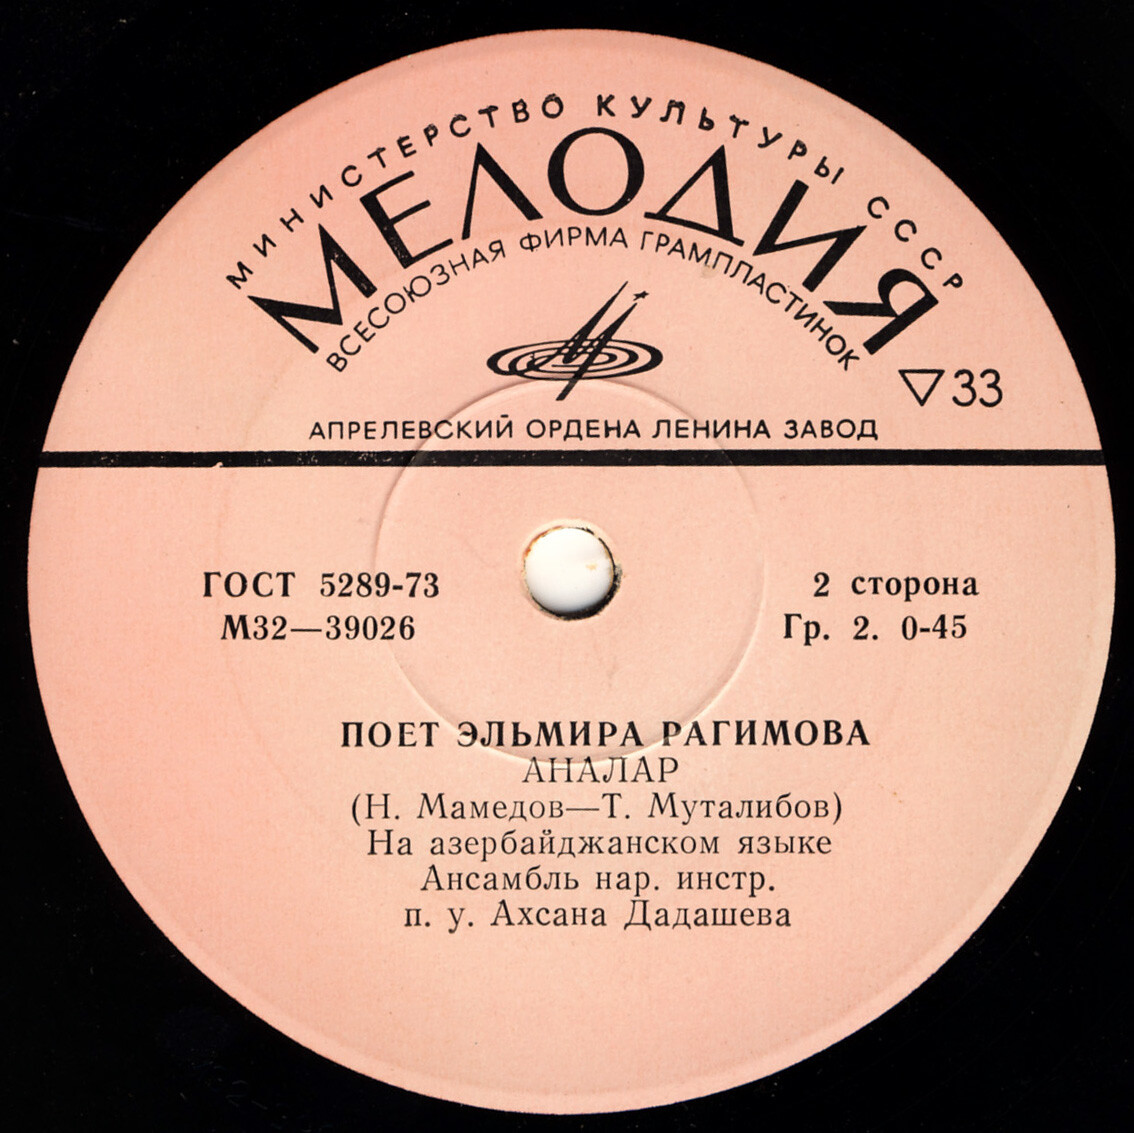 МИНИСТЕРСТВО КУЛЬТУРЫ СССР
МЕЛОДИЯ
ВСЕСОЮЗНАЯ ФИРМА ГРАМПЛАСТИНОК
▽33
АПРЕЛЕВСКИЙ ОРДЕНА ЛЕНИНА ЗАВОД
ГОСТ 5289-73
М32—39026
2 сторона
Гр. 2. 0-45
ПОЕТ ЭЛЬМИРА РАГИМОВА
АНАЛАР
(Н. Мамедов—Т. Муталибов)
На азербайджанском языке
Ансамбль нар. инстр.
п. у. Ахсана Дадашева